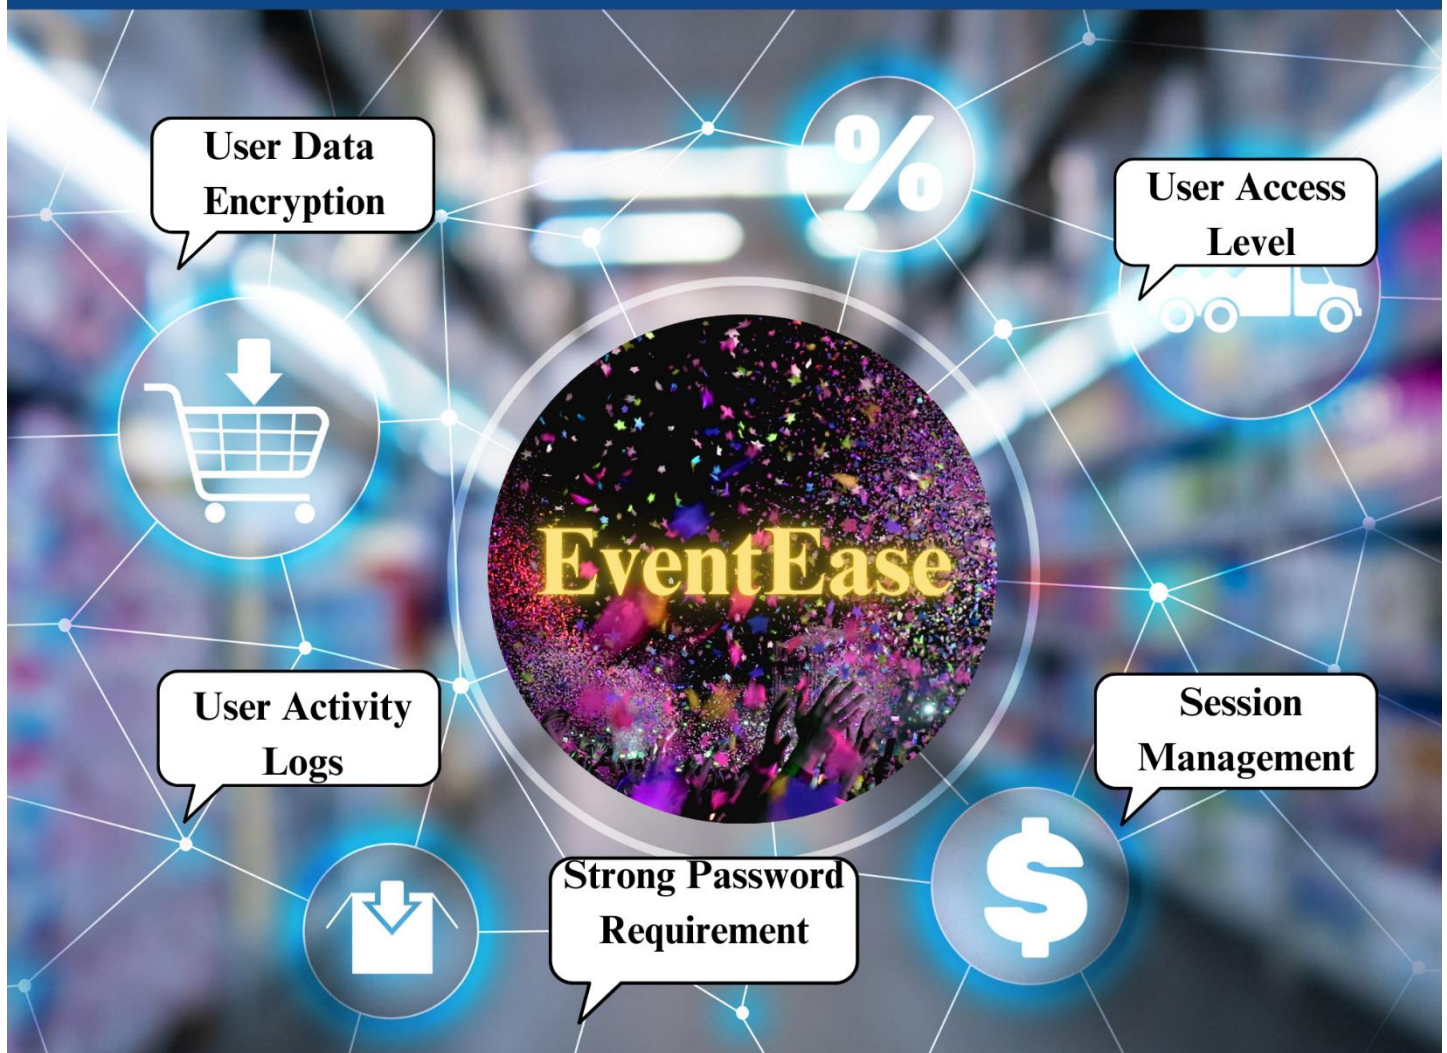 User Data
Encryption
%
User Access
Level
EventEase
User Activity
Logs
Session
Management
Strong Password
Requirement
$